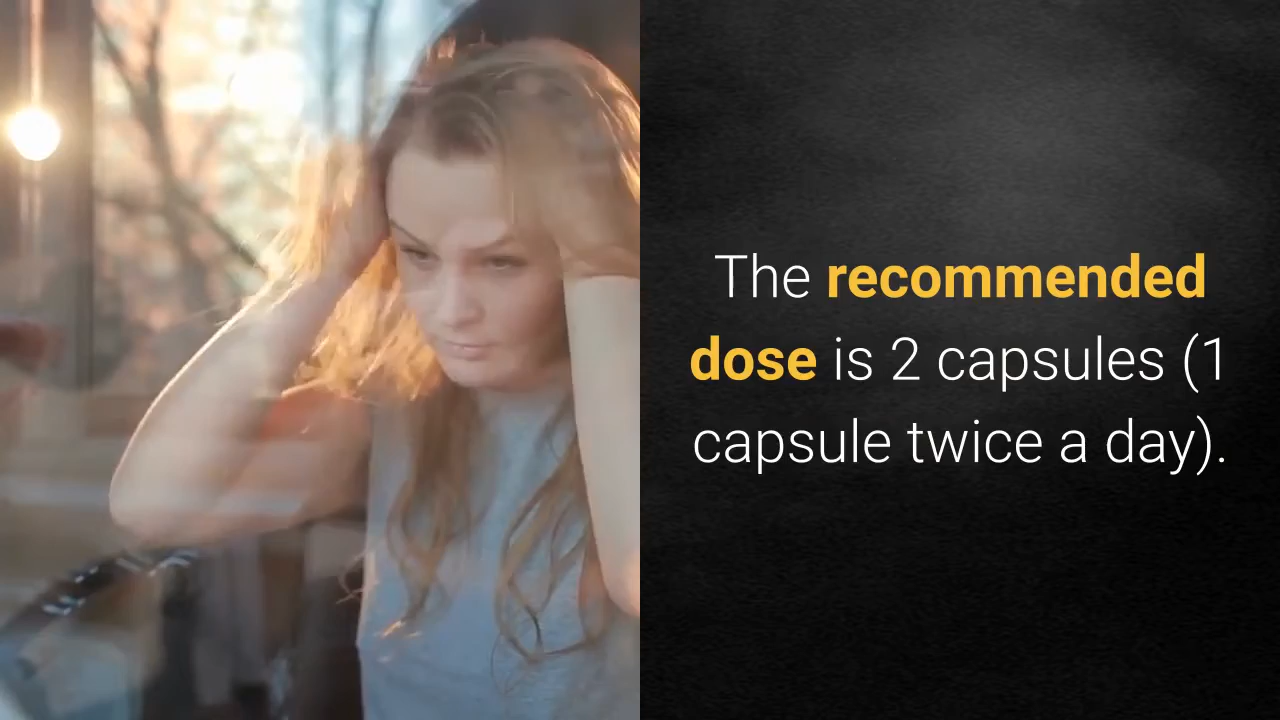 The recommended
dose is 2 capsules (1
capsule twice a day).